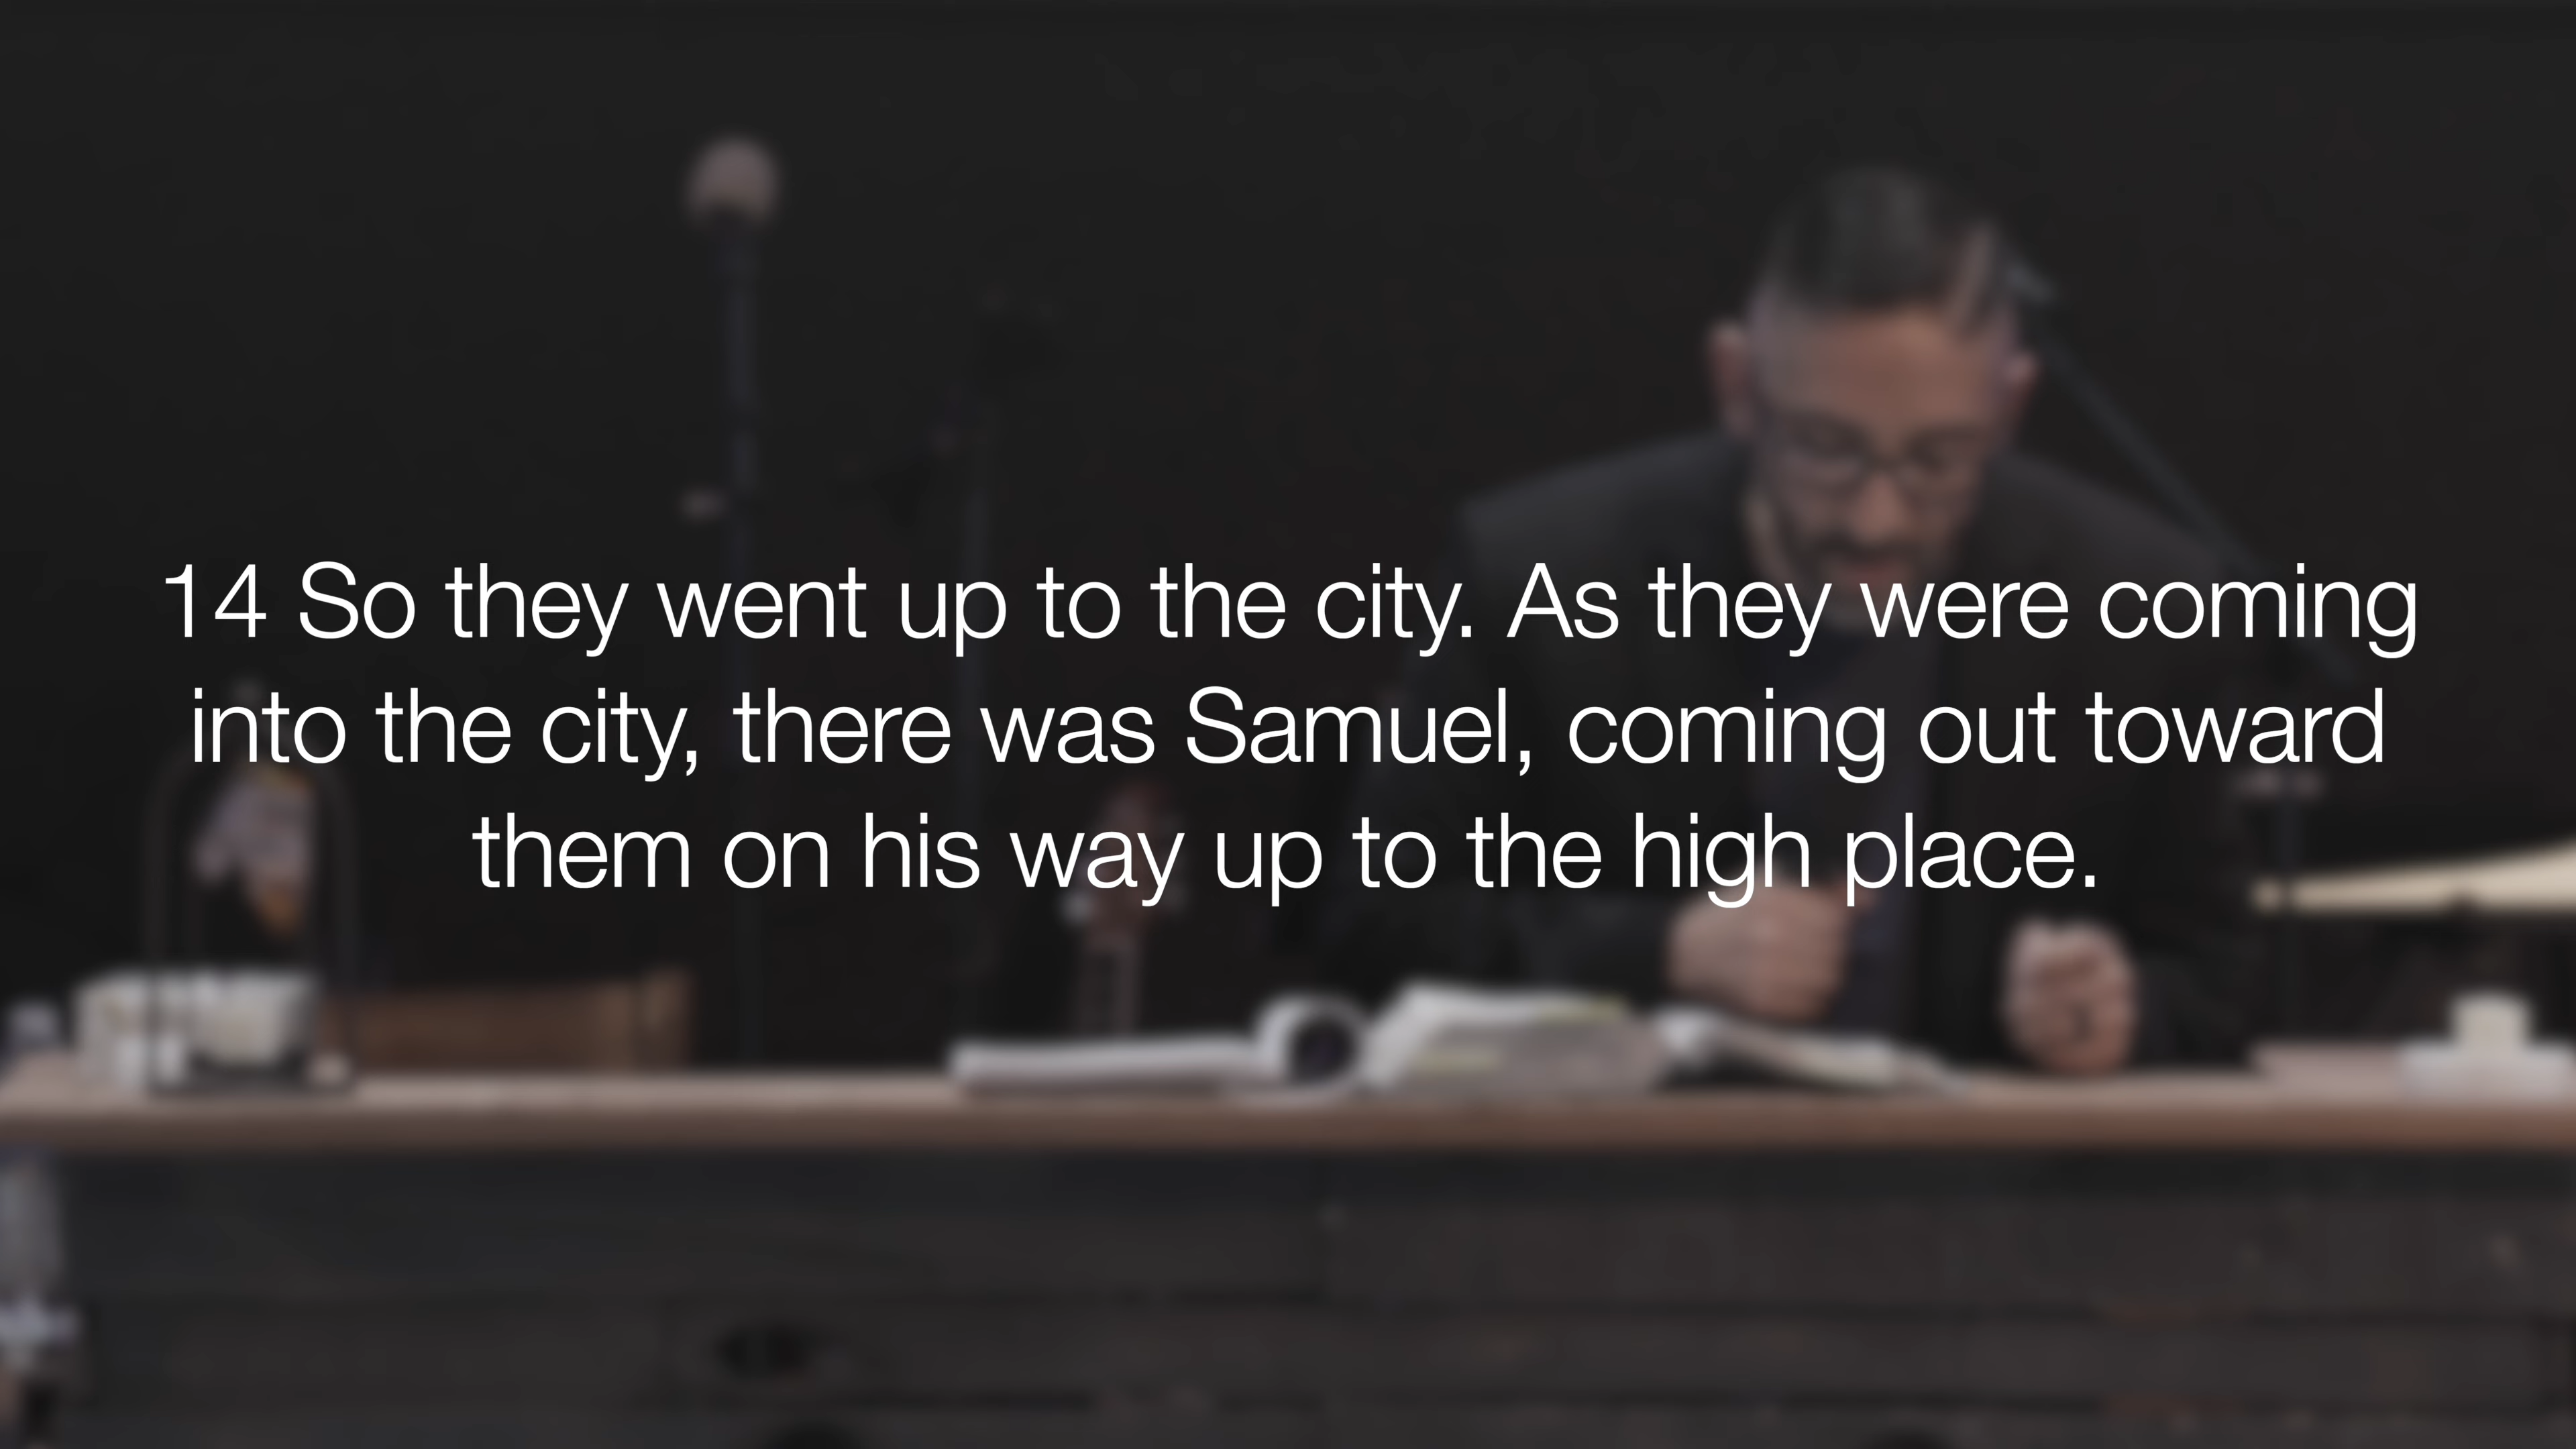 14 So they went up to the city. As they were coming
into the city, there was Samuel, coming out toward
them on his way up to the high place.